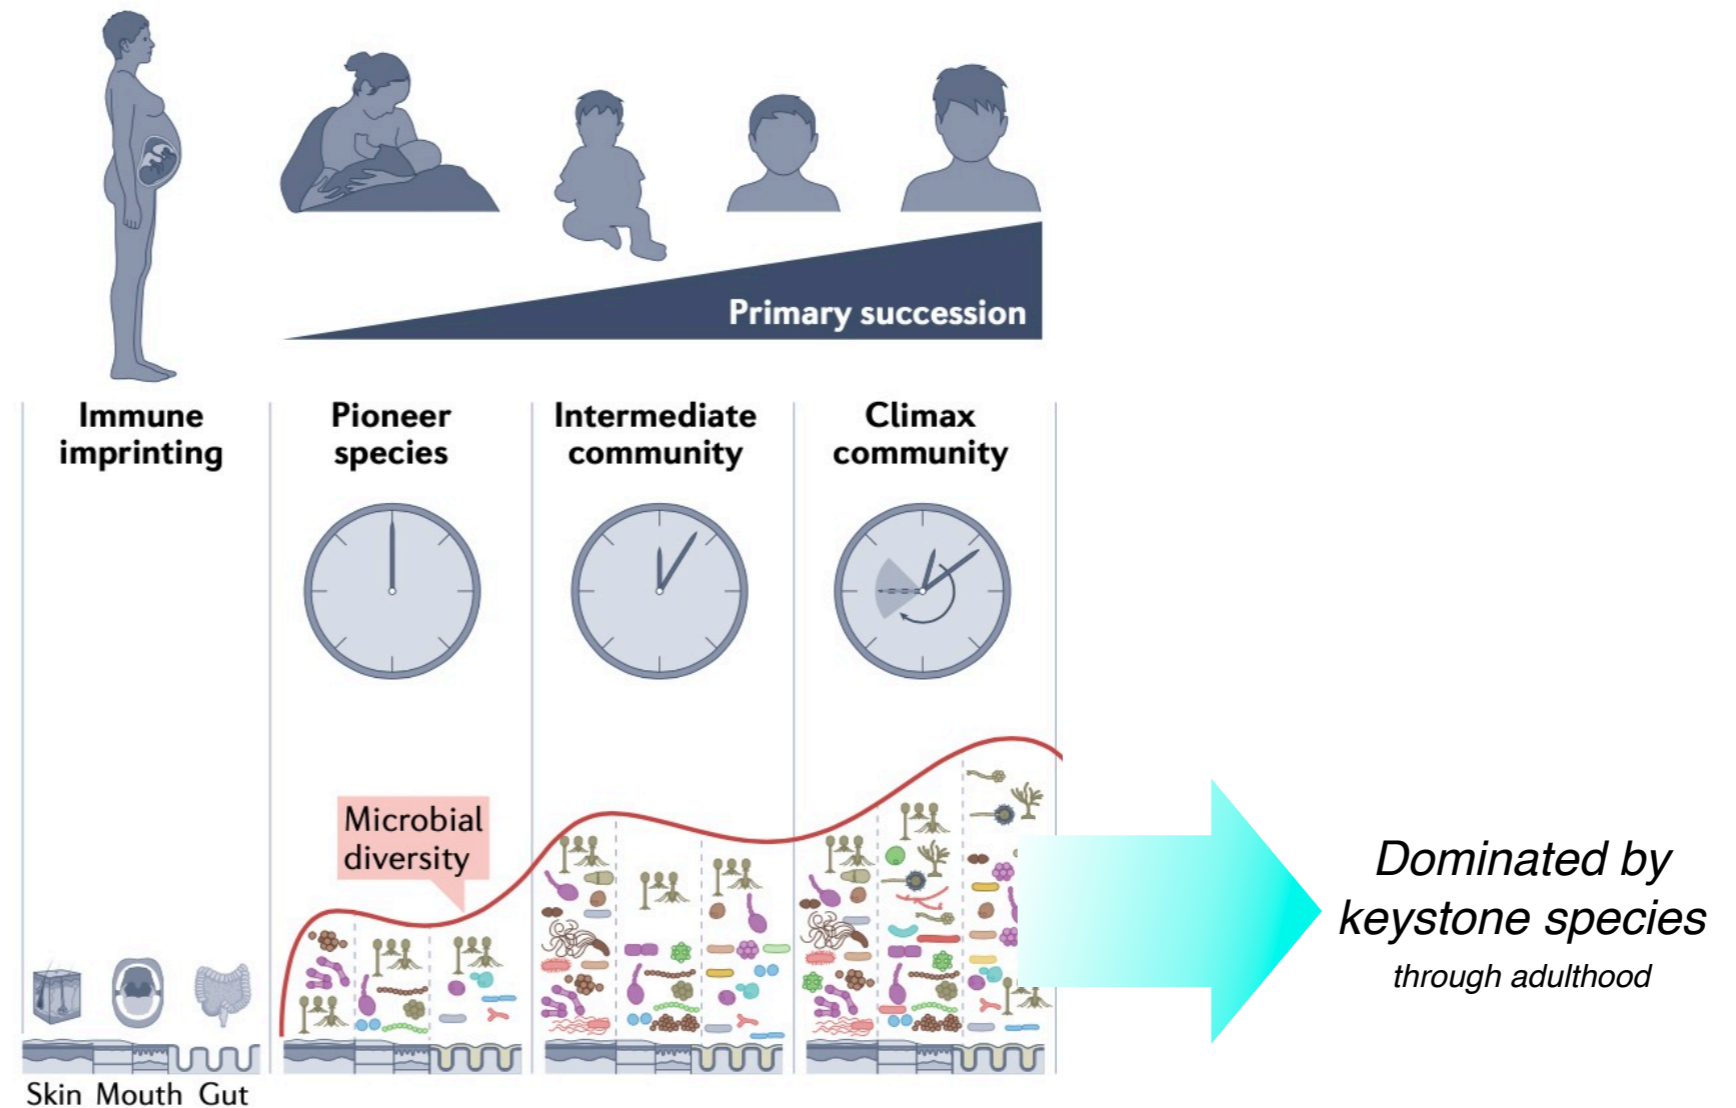 Primary succession
Immune
imprinting
Pioneer
species
Intermediate
community
Climax
community
Microbial
diversity
Skin Mouth Gut
Dominated by
keystone species
through adulthood